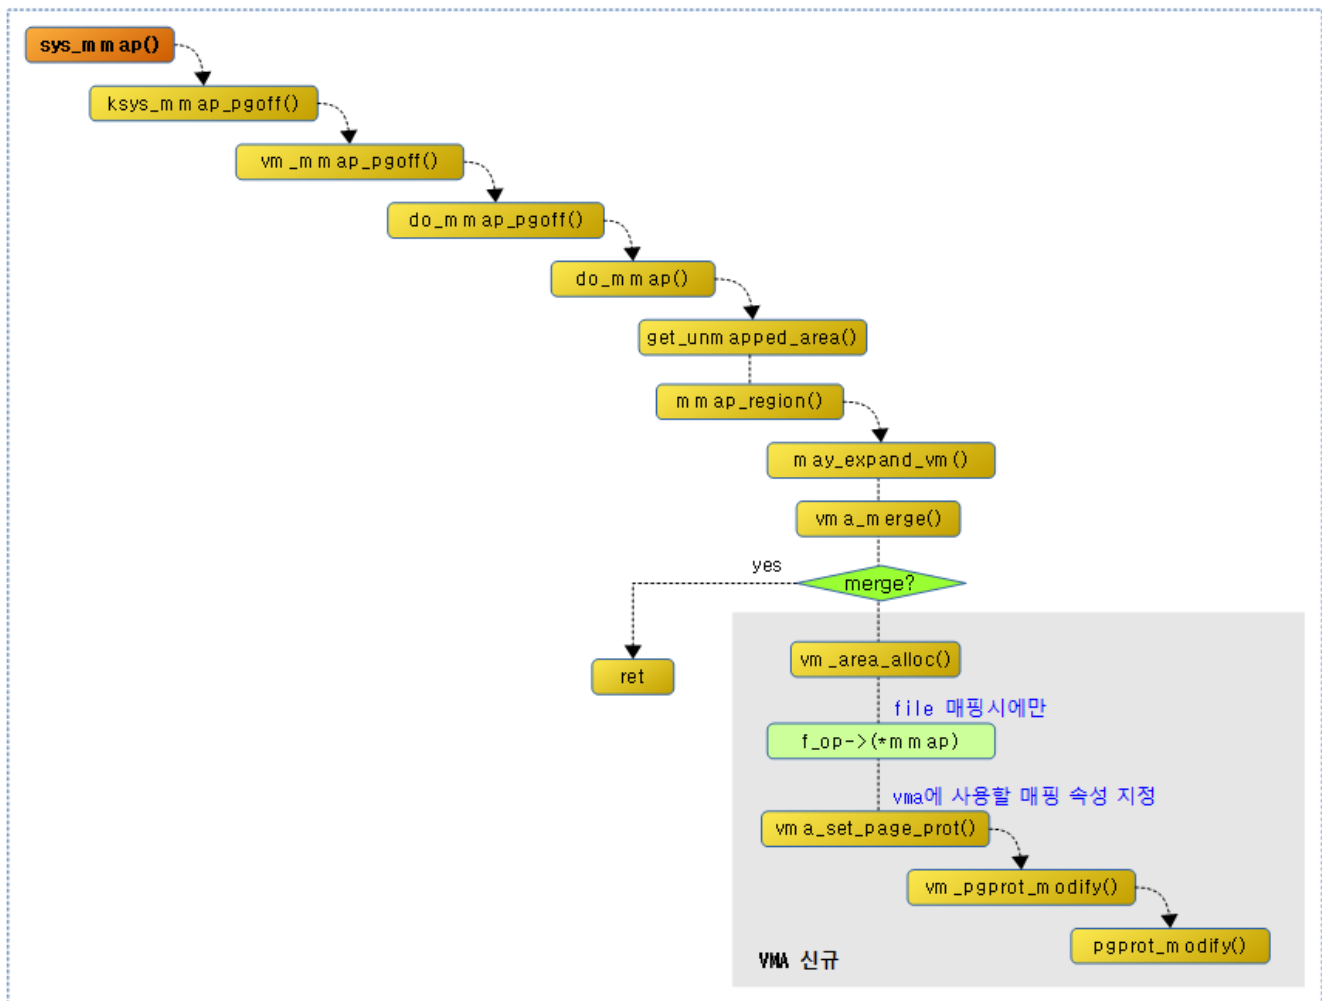 sys_mmap()
ksys_mmap_pgoff()
vm_mmap_pgoff()
do_mmap_pgoff()
do_mmap()
get_unmapped_area()
mmap_region()
may_expand_vm()
vma_merge()
yes
merge?
vm_area_alloc()
ret
file 매핑시에만
f_op->(*mmap)
vma에 사용할 매핑 속성 지정
vma_set_page_prot()
vm_pgprot_modify()
pgprot_modify()
VMA 신규